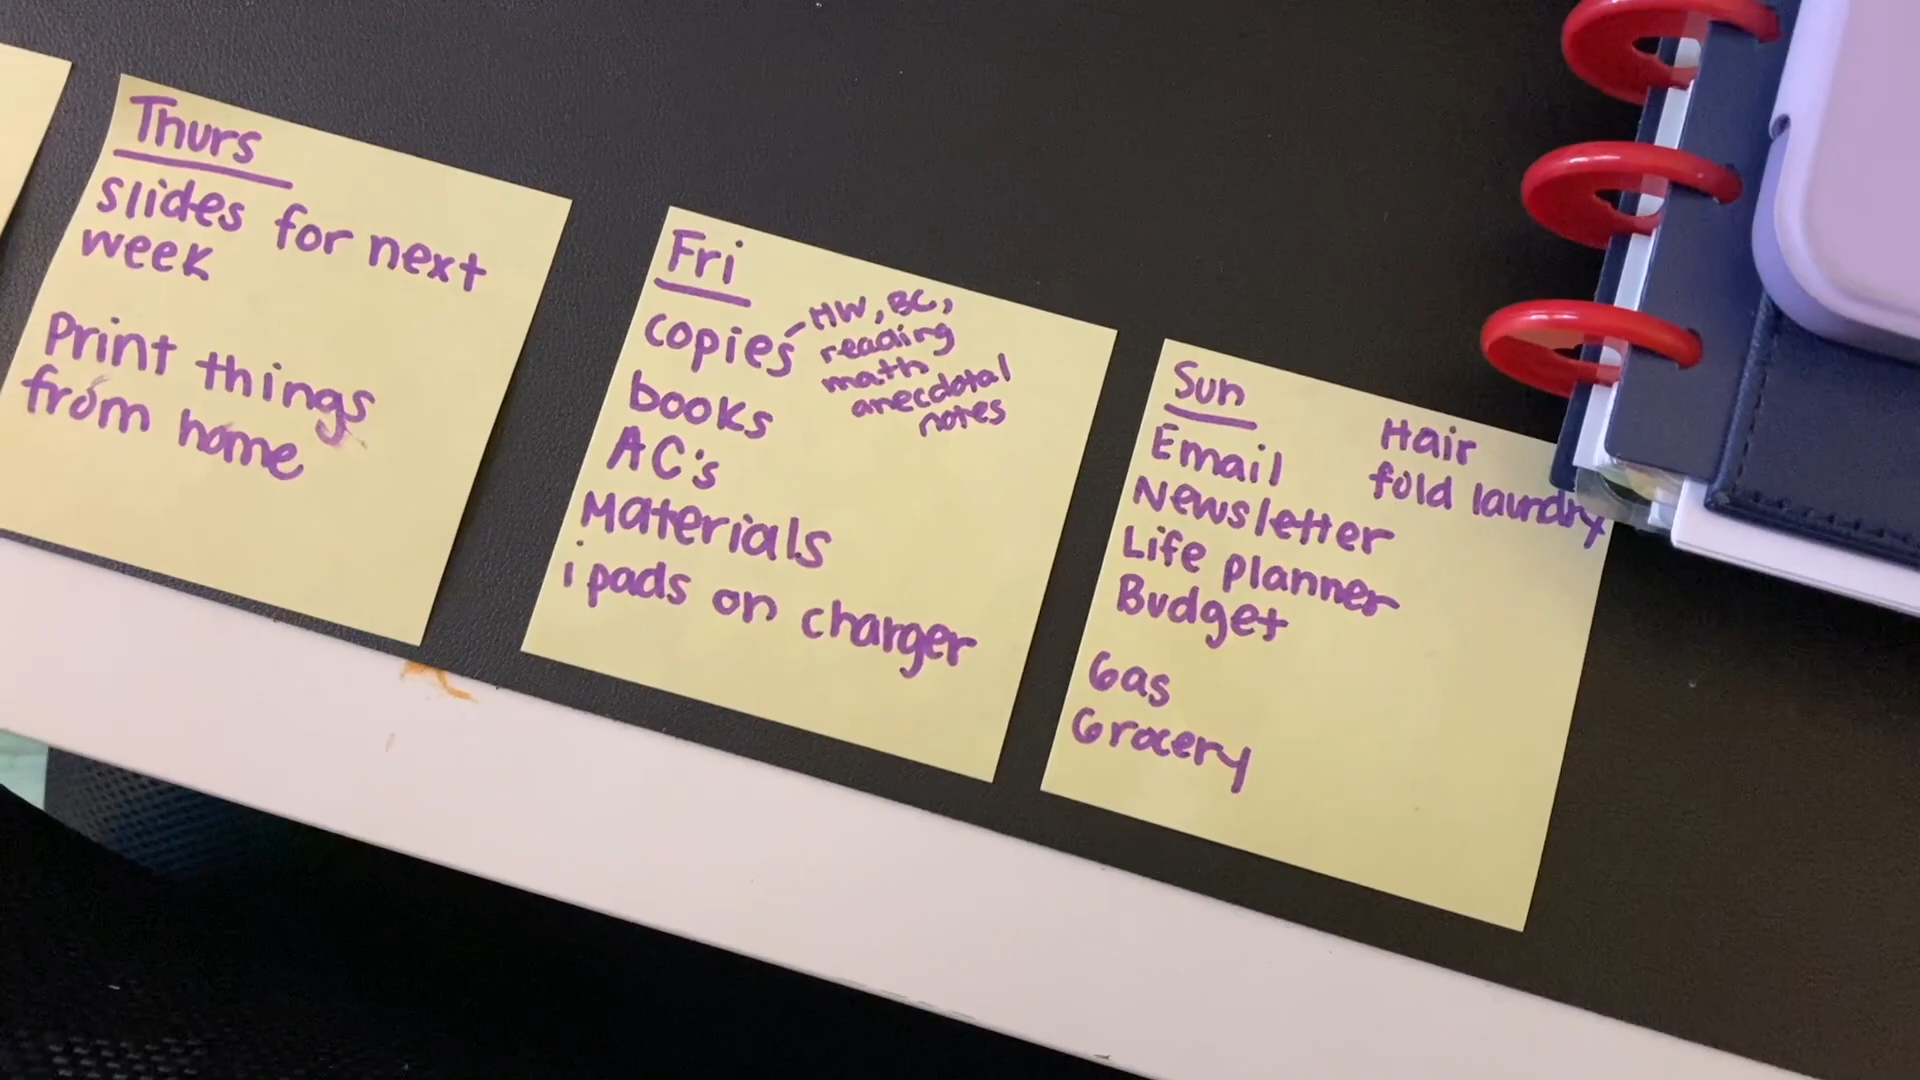 Thurs
slides for next
week
Print things
from home
Fri
copies - HW, BC,
reading
math
anecdotal
notes
books
AC's
Materials
ipads on charger
Sun
Email
Newsletter
Life planner
Budget
Gas
Grocery
Hair
fold laundry